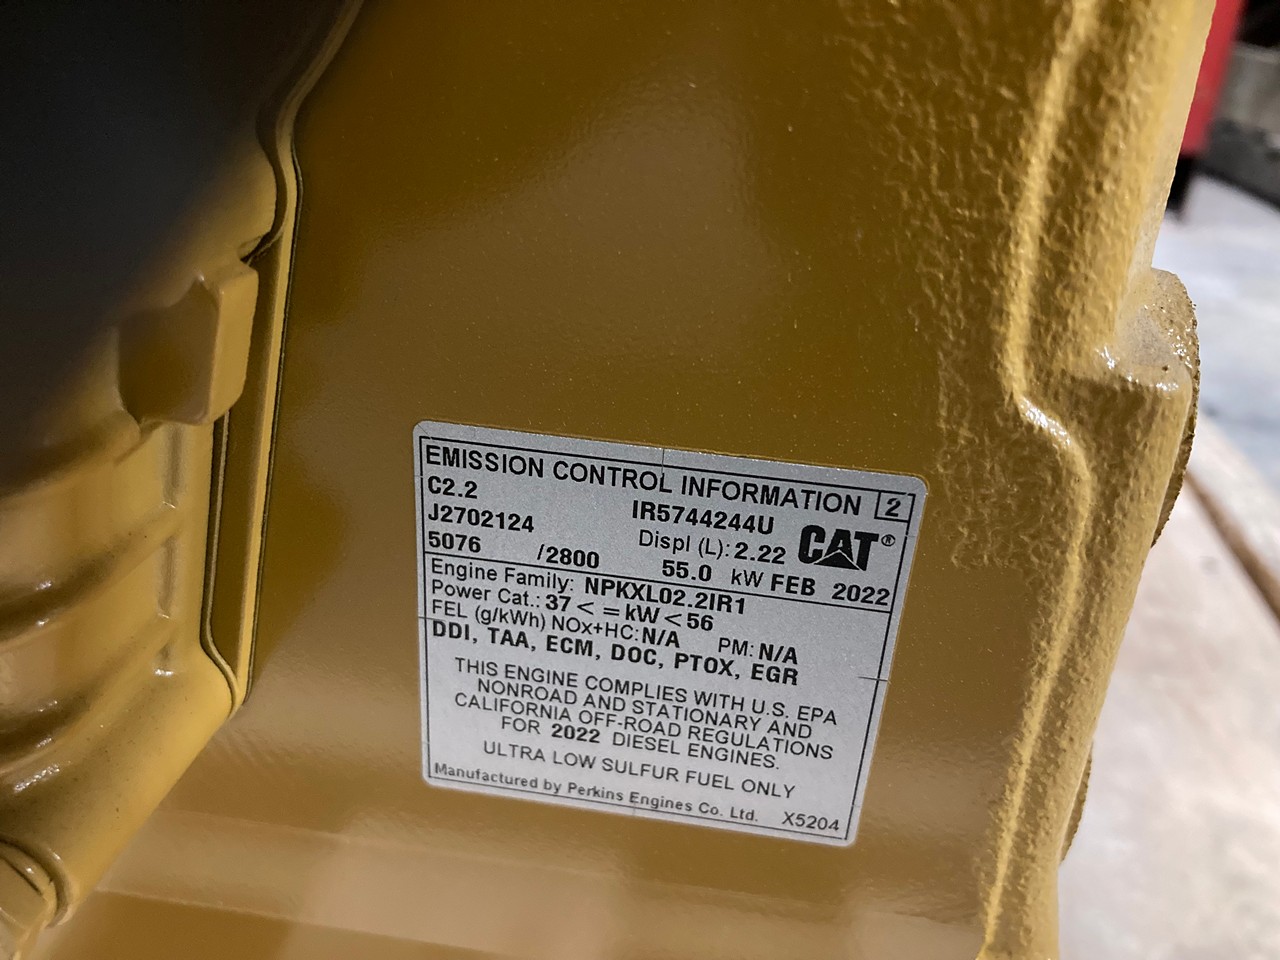 EMISSION CONTROL INFORMATION 2
C2.2 IR5744244U
J2702124 Displ (L): 2.22 CAT®
5076 /2800 55.0 kW FEB 2022
Engine Family: NPKXL02.2IR1
Power Cat.: 37 < = kW < 56
FEL (g/kWh) NOx+HC: N/A PM: N/A
DDI, TAA, ECM, DOC, PTOX, EGR
THIS ENGINE COMPLIES WITH U.S. EPA
NONROAD AND STATIONARY AND
CALIFORNIA OFF-ROAD REGULATIONS
FOR 2022 DIESEL ENGINES.
ULTRA LOW SULFUR FUEL ONLY
Manufactured by Perkins Engines Co. Ltd. X5204